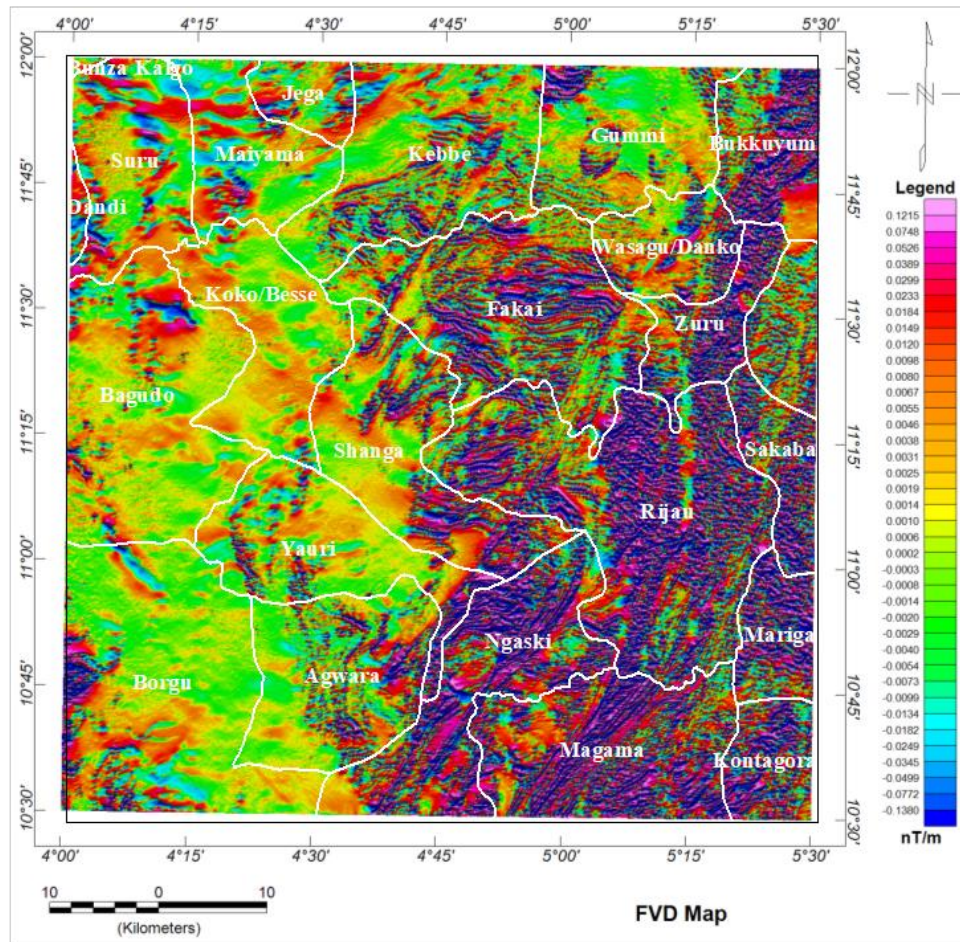 4°00' 4°15' 4°30' 4°45' 5°00' 5°15' 5°30'
12°00' 12°00'
Bunza Kalgo
Jega
Gummi
Bukkuyum
Suru
Maiyama
Kebbe
N
11°45' 11°45'
Dandi
Wasagu/Danko
Koko/Besse
11°30' 11°30'
Fakai
Zuru
Bagudo
11°15' 11°15'
Shanga
Sakaba
Rijau
Yauri
11°00' 11°00'
Ngaski
Mariga
Agwara
Borgu
10°45' 10°45'
Magama
Kontagora
10°30' 10°30'
4°00' 4°15' 4°30' 4°45' 5°00' 5°15' 5°30'
Legend
0.1215
0.0748
0.0526
0.0389
0.0299
0.0233
0.0184
0.0149
0.0120
0.0098
0.0080
0.0067
0.0055
0.0046
0.0038
0.0031
0.0025
0.0019
0.0014
0.0010
0.0006
-0.0002
-0.0003
-0.0008
-0.0014
-0.0020
-0.0029
-0.0040
-0.0054
-0.0073
-0.0099
-0.0134
-0.0182
-0.0249
-0.0345
-0.0499
-0.0772
-0.1380
nT/m
10 0 10
(Kilometers)
FVD Map